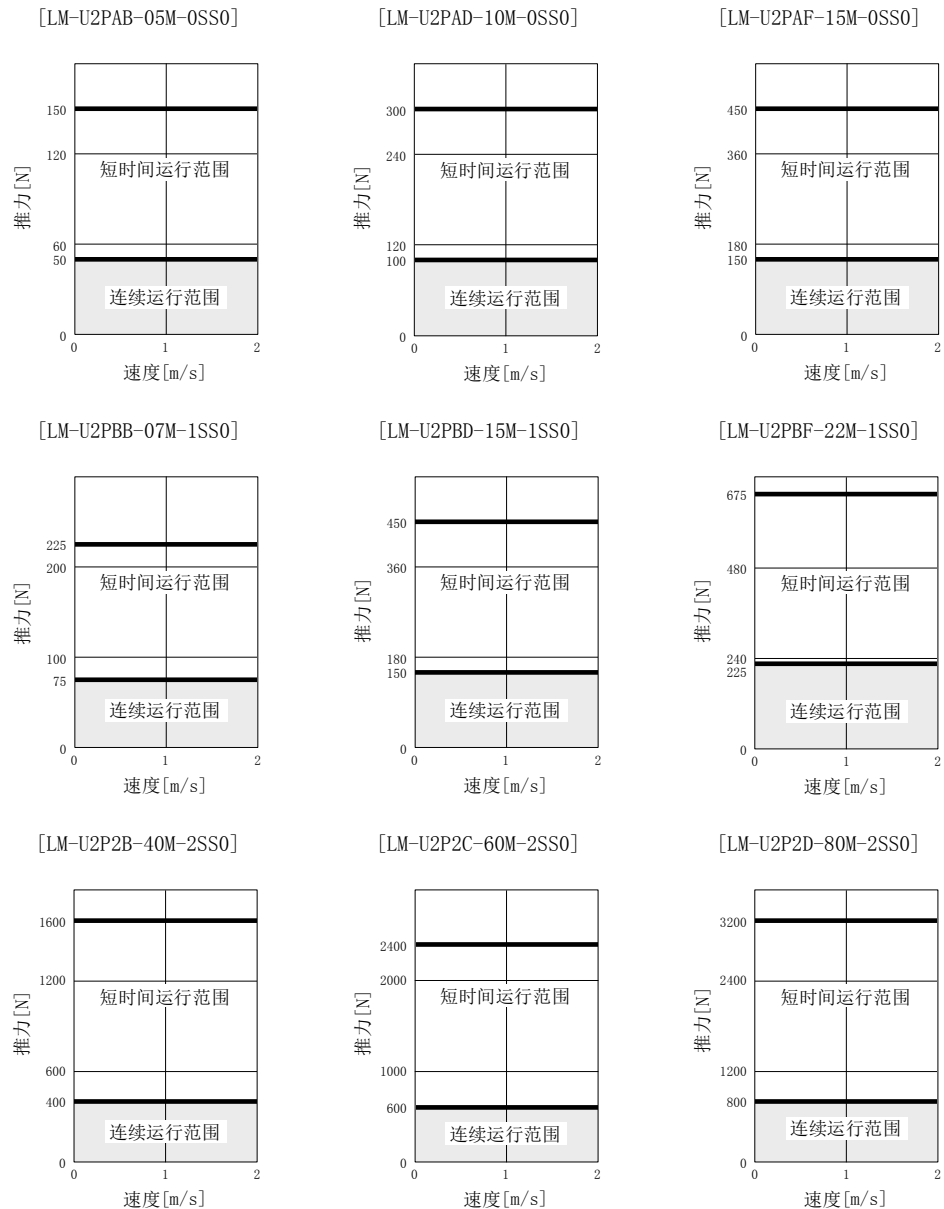 [LM-U2PAB-05M-0SS0]
150
120
60
50
0
推力[N]
短时间运行范围
连续运行范围
0 1 2
速度[m/s]
[LM-U2PAD-10M-0SS0]
300
240
120
100
0
推力[N]
短时间运行范围
连续运行范围
0 1 2
速度[m/s]
[LM-U2PAF-15M-0SS0]
450
360
180
150
0
推力[N]
短时间运行范围
连续运行范围
0 1 2
速度[m/s]
[LM-U2PBB-07M-1SS0]
225
200
100
75
0
推力[N]
短时间运行范围
连续运行范围
0 1 2
速度[m/s]
[LM-U2PBD-15M-1SS0]
450
360
180
150
0
推力[N]
短时间运行范围
连续运行范围
0 1 2
速度[m/s]
[LM-U2PBF-22M-1SS0]
675
480
240
225
0
推力[N]
短时间运行范围
连续运行范围
0 1 2
速度[m/s]
[LM-U2P2B-40M-2SS0]
1600
1200
600
400
0
推力[N]
短时间运行范围
连续运行范围
0 1 2
速度[m/s]
[LM-U2P2C-60M-2SS0]
2400
2000
1000
600
0
推力[N]
短时间运行范围
连续运行范围
0 1 2
速度[m/s]
[LM-U2P2D-80M-2SS0]
3200
2400
1200
800
0
推力[N]
短时间运行范围
连续运行范围
0 1 2
速度[m/s]